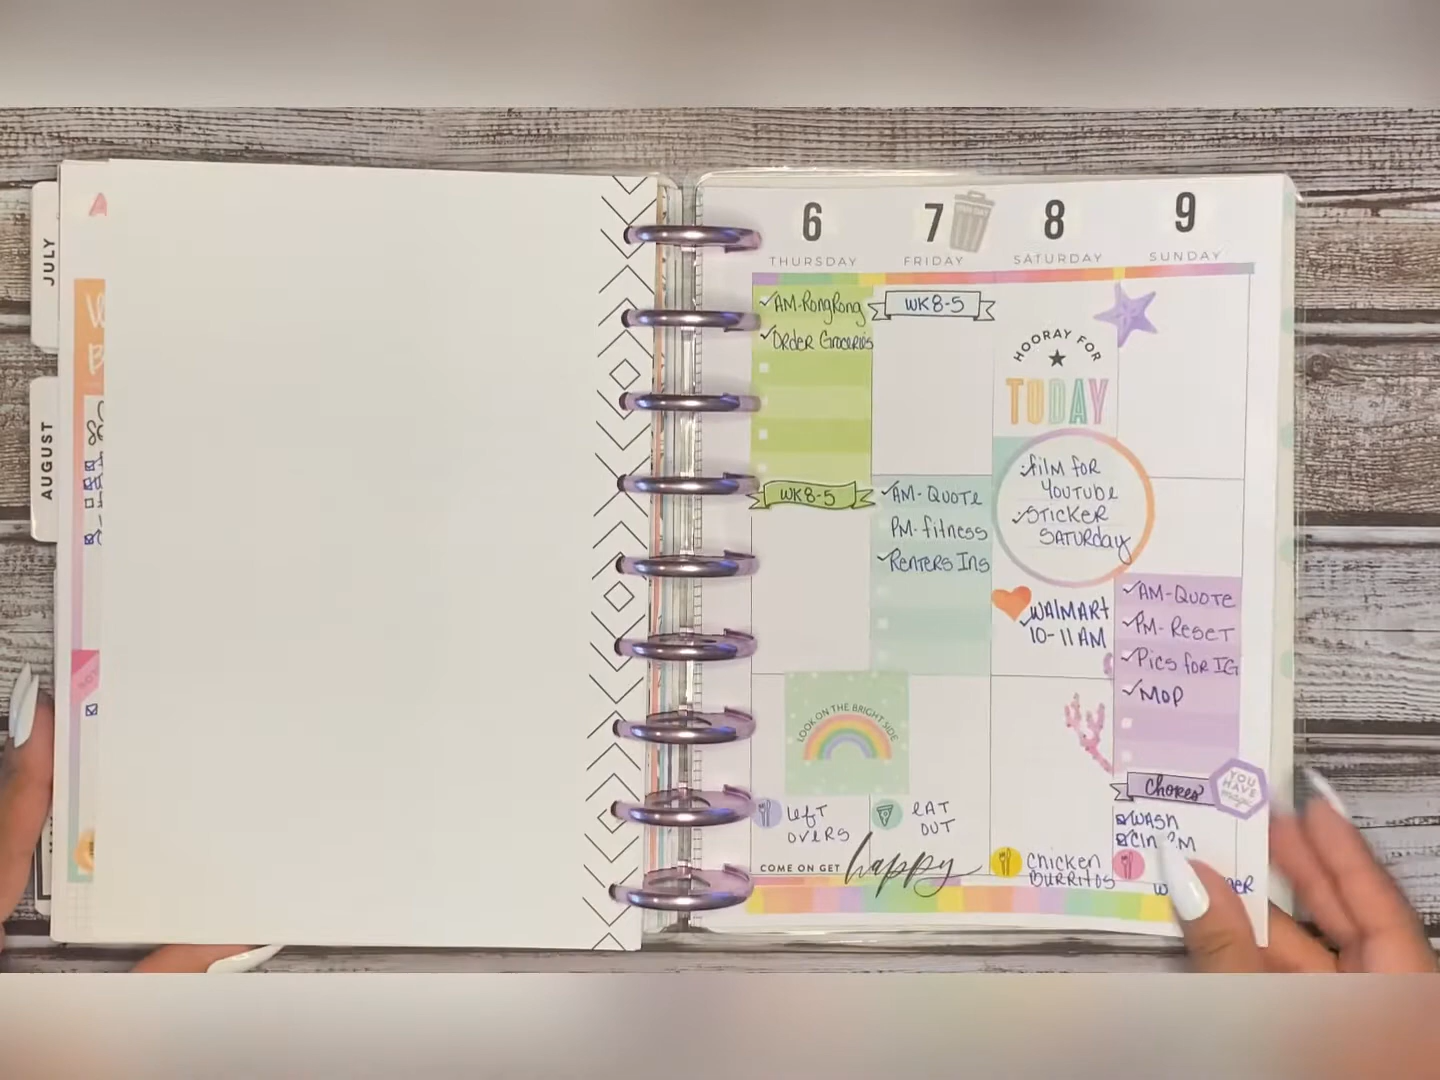 JULY
AUGUST
6
7
8
9
THURSDAY
FRIDAY
SATURDAY
SUNDAY
AM-RongRong
Order Groceries
WK8-5
LEFT
OVERS
WK8-5
AM-QUOTE
PM-fitness
RENTERS INS
LOOK ON THE BRIGHT SIDE
EAT
OUT
COME ON GET happy
HOORAY FOR
TODAY
FILM FOR
YOUTUBE
STICKER
SATURDAY
WALMART
10-11 AM
CHICKEN
BURRITOS
AM-QUOTE
PM-RESET
PICS FOR IG
MOP
Chores
YOU
HAVE
magic
WASH